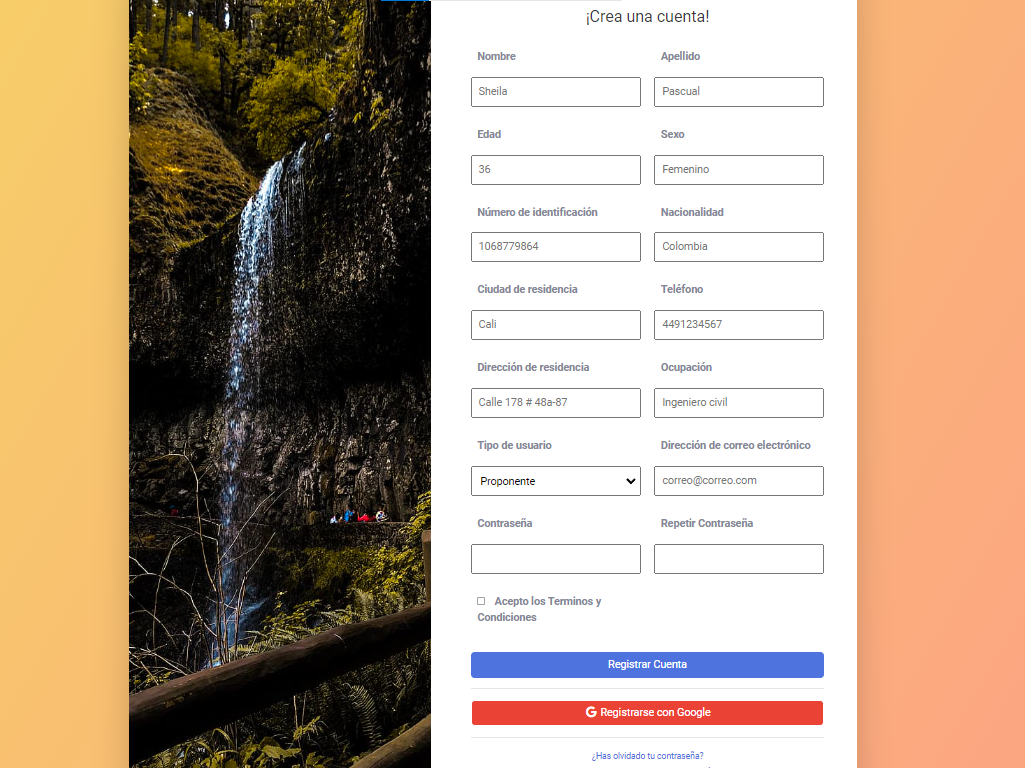 ¡Crea una cuenta!
Nombre
Apellido
Sheila
Pascual
Edad
Sexo
36
Femenino
Número de identificación
Nacionalidad
1068779864
Colombia
Ciudad de residencia
Teléfono
Cali
4491234567
Dirección de residencia
Ocupación
Calle 178 # 48a-87
Ingeniero civil
Tipo de usuario
Dirección de correo electrónico
Proponente
correo@correo.com
Contraseña
Repetir Contraseña
Acepto los Terminos y
Condiciones
Registrar Cuenta
G Registrarse con Google
¿Has olvidado tu contraseña?